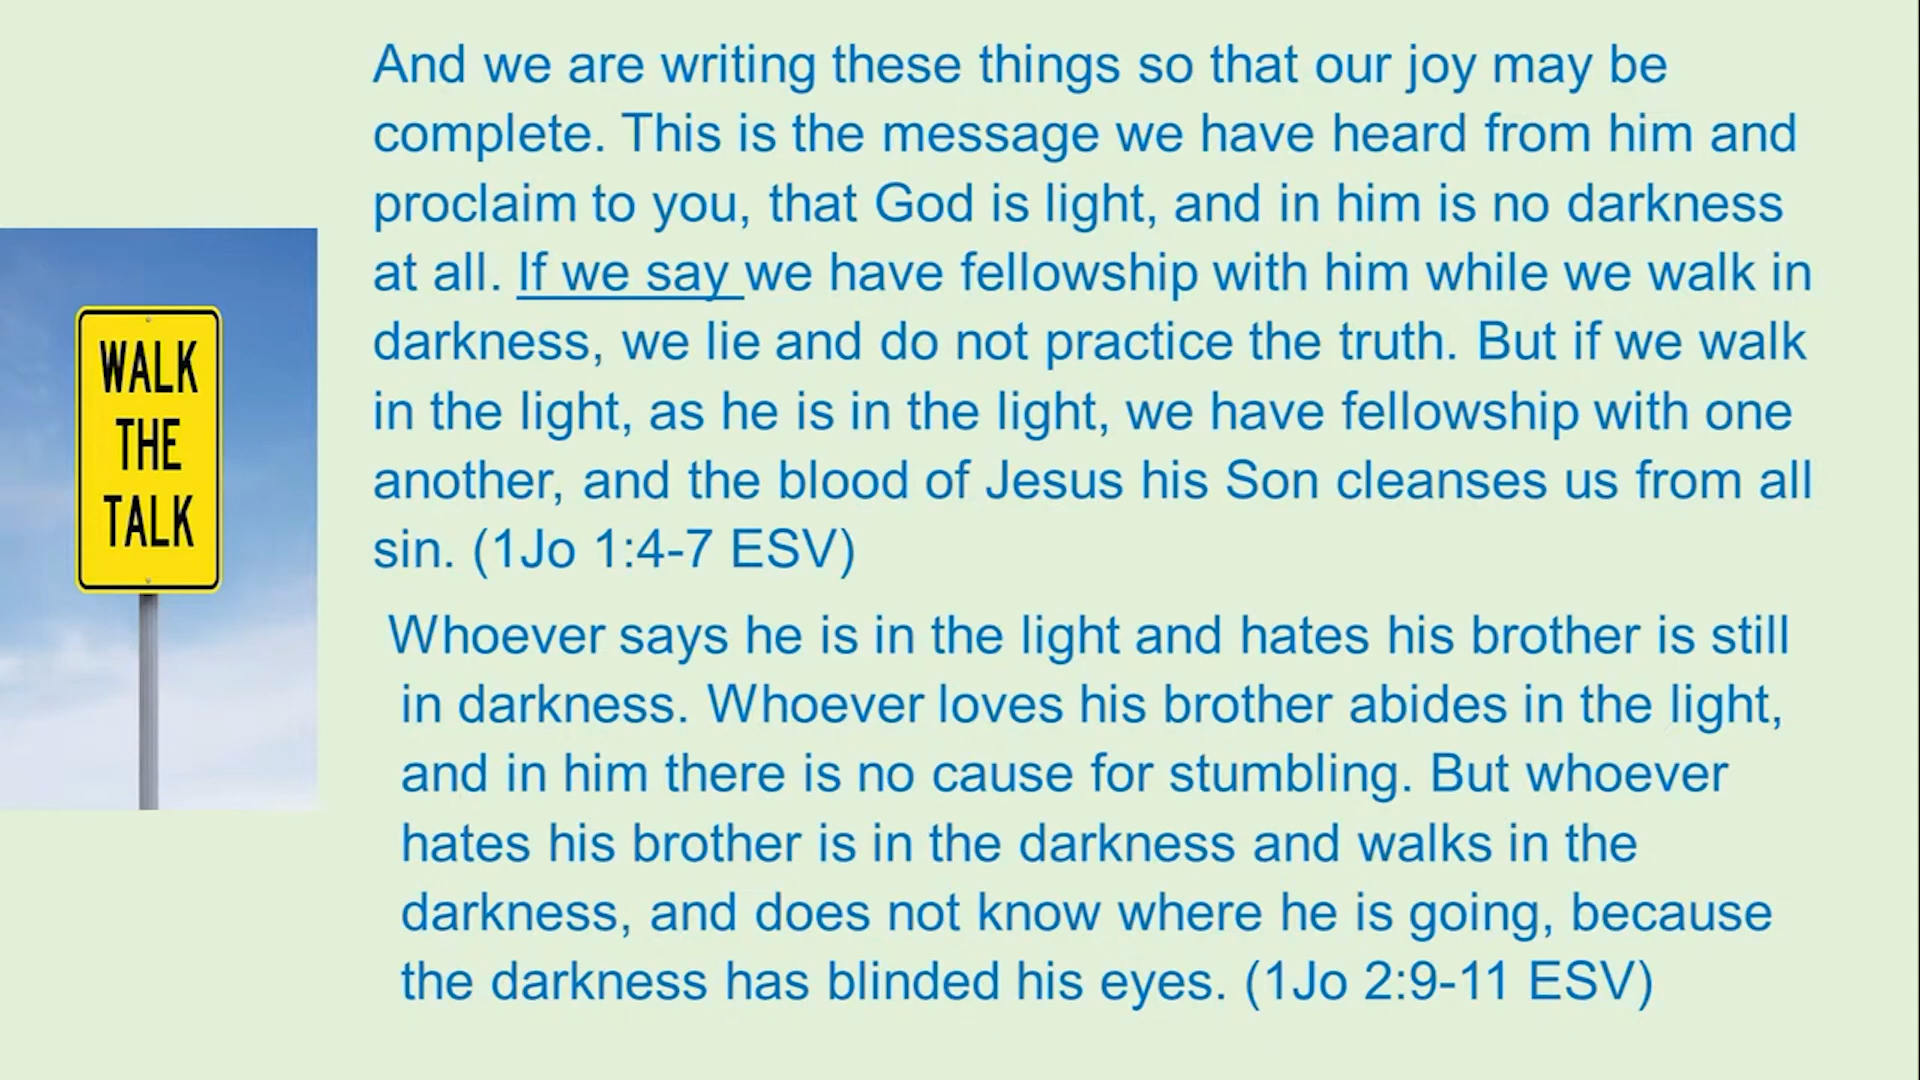 WALK
THE
TALK
And we are writing these things so that our joy may be
complete. This is the message we have heard from him and
proclaim to you, that God is light, and in him is no darkness
at all. If we say we have fellowship with him while we walk in
darkness, we lie and do not practice the truth. But if we walk
in the light, as he is in the light, we have fellowship with one
another, and the blood of Jesus his Son cleanses us from all
sin. (1Jo 1:4-7 ESV)
Whoever says he is in the light and hates his brother is still
in darkness. Whoever loves his brother abides in the light,
and in him there is no cause for stumbling. But whoever
hates his brother is in the darkness and walks in the
darkness, and does not know where he is going, because
the darkness has blinded his eyes. (1Jo 2:9-11 ESV)